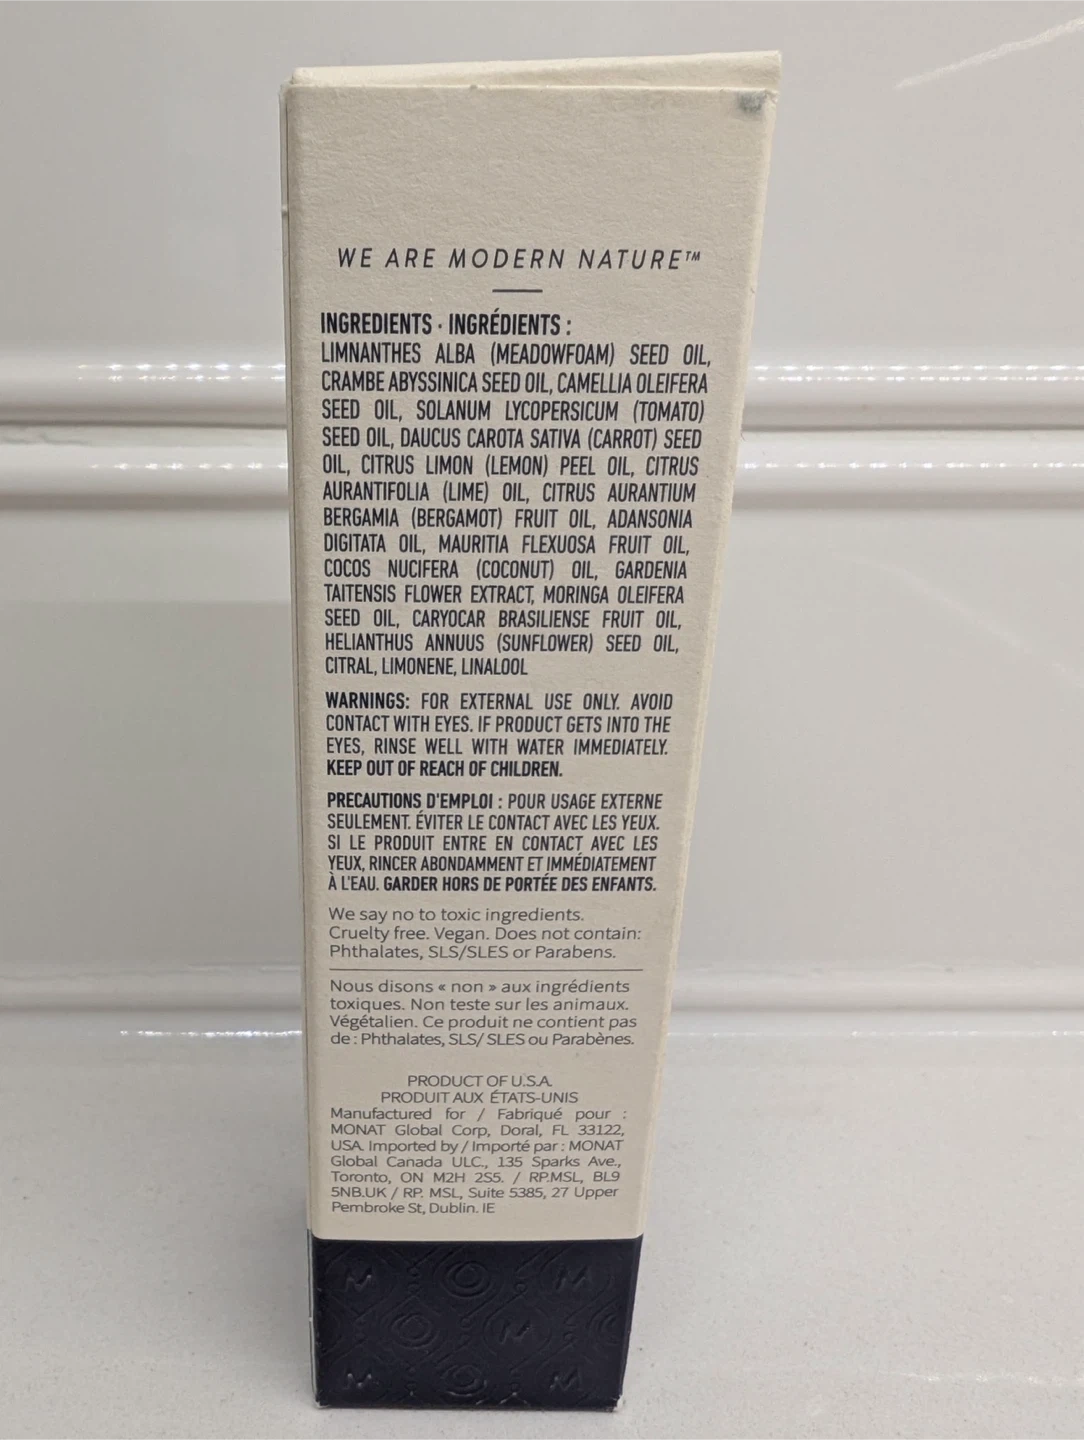 WE ARE MODERN NATURE™
INGREDIENTS · INGRÉDIENTS :
LIMNANTHES ALBA (MEADOWFOAM) SEED OIL,
CRAMBE ABYSSINICA SEED OIL, CAMELLIA OLEIFERA
SEED OIL, SOLANUM LYCOPERSICUM (TOMATO)
SEED OIL, DAUCUS CAROTA SATIVA (CARROT) SEED
OIL, CITRUS LIMON (LEMON) PEEL OIL, CITRUS
AURANTIFOLIA (LIME) OIL, CITRUS AURANTIUM
BERGAMIA (BERGAMOT) FRUIT OIL, ADANSONIA
DIGITATA OIL, MAURITIA FLEXUOSA FRUIT OIL,
COCOS NUCIFERA (COCONUT) OIL, GARDENIA
TAITENSIS FLOWER EXTRACT, MORINGA OLEIFERA
SEED OIL, CARYOCAR BRASILIENSE FRUIT OIL,
HELIANTHUS ANNUUS (SUNFLOWER) SEED OIL,
CITRAL, LIMONENE, LINALOOL
WARNINGS: FOR EXTERNAL USE ONLY. AVOID
CONTACT WITH EYES. IF PRODUCT GETS INTO THE
EYES, RINSE WELL WITH WATER IMMEDIATELY.
KEEP OUT OF REACH OF CHILDREN.
PRECAUTIONS D'EMPLOI : POUR USAGE EXTERNE
SEULEMENT. ÉVITER LE CONTACT AVEC LES YEUX.
SI LE PRODUIT ENTRE EN CONTACT AVEC LES
YEUX, RINCER ABONDAMMENT ET IMMÉDIATEMENT
À L'EAU. GARDER HORS DE PORTÉE DES ENFANTS.
We say no to toxic ingredients.
Cruelty free. Vegan. Does not contain:
Phthalates, SLS/SLES or Parabens.
Nous disons « non » aux ingrédients
toxiques. Non teste sur les animaux.
Végétalien. Ce produit ne contient pas
de : Phthalates, SLS/ SLES ou Parabènes.
PRODUCT OF U.S.A.
PRODUIT AUX ÉTATS-UNIS
Manufactured for / Fabriqué pour :
MONAT Global Corp, Doral, FL 33122,
USA. Imported by / Importé par : MONAT
Global Canada ULC., 135 Sparks Ave.,
Toronto, ON M2H 2S5. / RP.MSL, BL9
5NB.UK / RP. MSL, Suite 5385, 27 Upper
Pembroke St, Dublin. IE